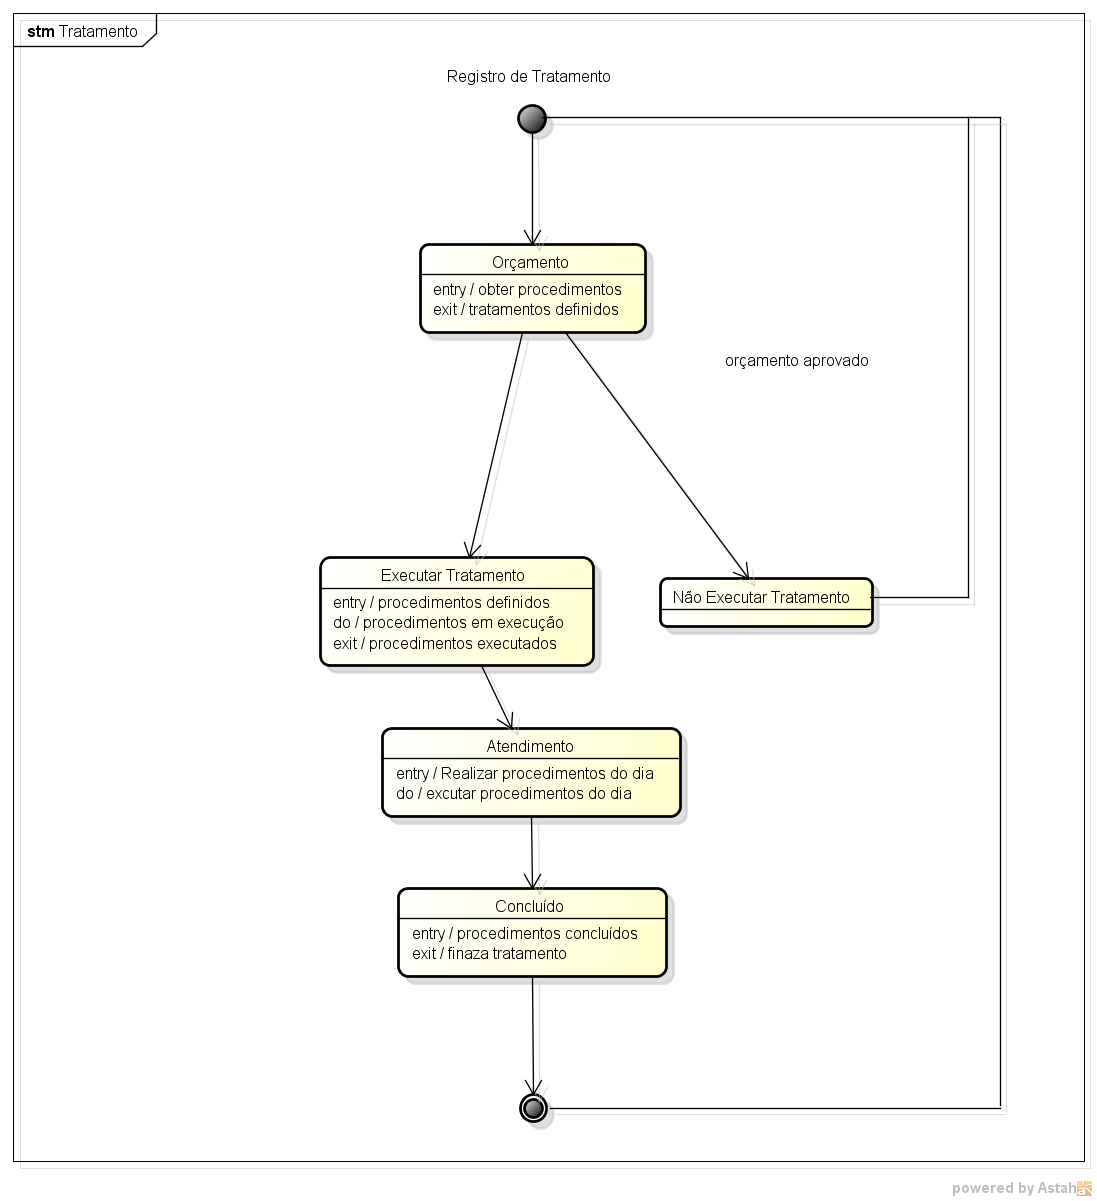 stm Tratamento
Registro de Tratamento
Orçamento
entry / obter procedimentos
exit / tratamentos definidos
orçamento aprovado
Executar Tratamento
entry / procedimentos definidos
do / procedimentos em execução
exit / procedimentos executados
Não Executar Tratamento
Atendimento
entry / Realizar procedimentos do dia
do / excutar procedimentos do dia
Concluído
entry / procedimentos concluídos
exit / finaza tratamento
powered by Astah